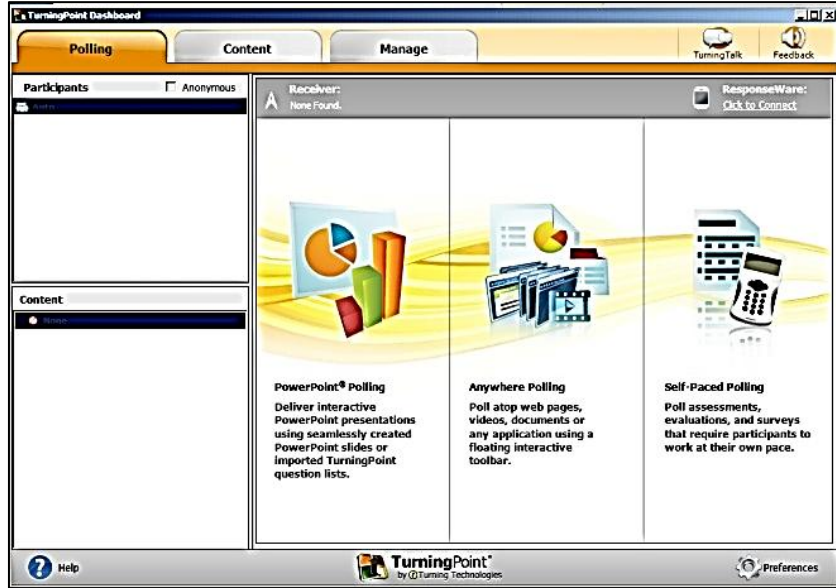 TurningPoint Dashboard
Polling
Content
Manage
TurningTalk
Feedback
Participants
Anonymous
Auto
Receiver:
None Found.
ResponseWare:
Click to Connect
Content
None
PowerPoint® Polling
Deliver interactive
PowerPoint presentations
using seamlessly created
PowerPoint slides or
imported TurningPoint
question lists.
Anywhere Polling
Poll atop web pages,
videos, documents or
any application using a
floating interactive
toolbar.
Self-Paced Polling
Poll assessments,
evaluations, and surveys
that require participants to
work at their own pace.
Help
TurningPoint
by Turning Technologies
Preferences